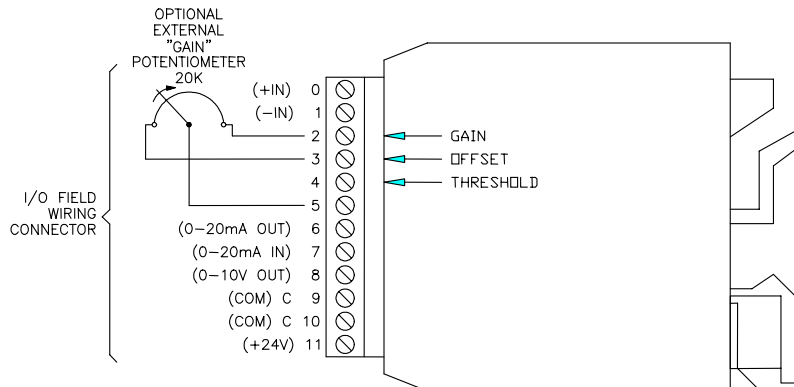 OPTIONAL
EXTERNAL
"GAIN"
POTENTIOMETER
20K
I/O FIELD
WIRING
CONNECTOR
(+IN) 0
(−IN) 1
2
3
4
5
(0−20mA OUT) 6
(0−20mA IN) 7
(0−10V OUT) 8
(COM) C 9
(COM) C 10
(+24V) 11
GAIN
OFFSET
THRESHOLD